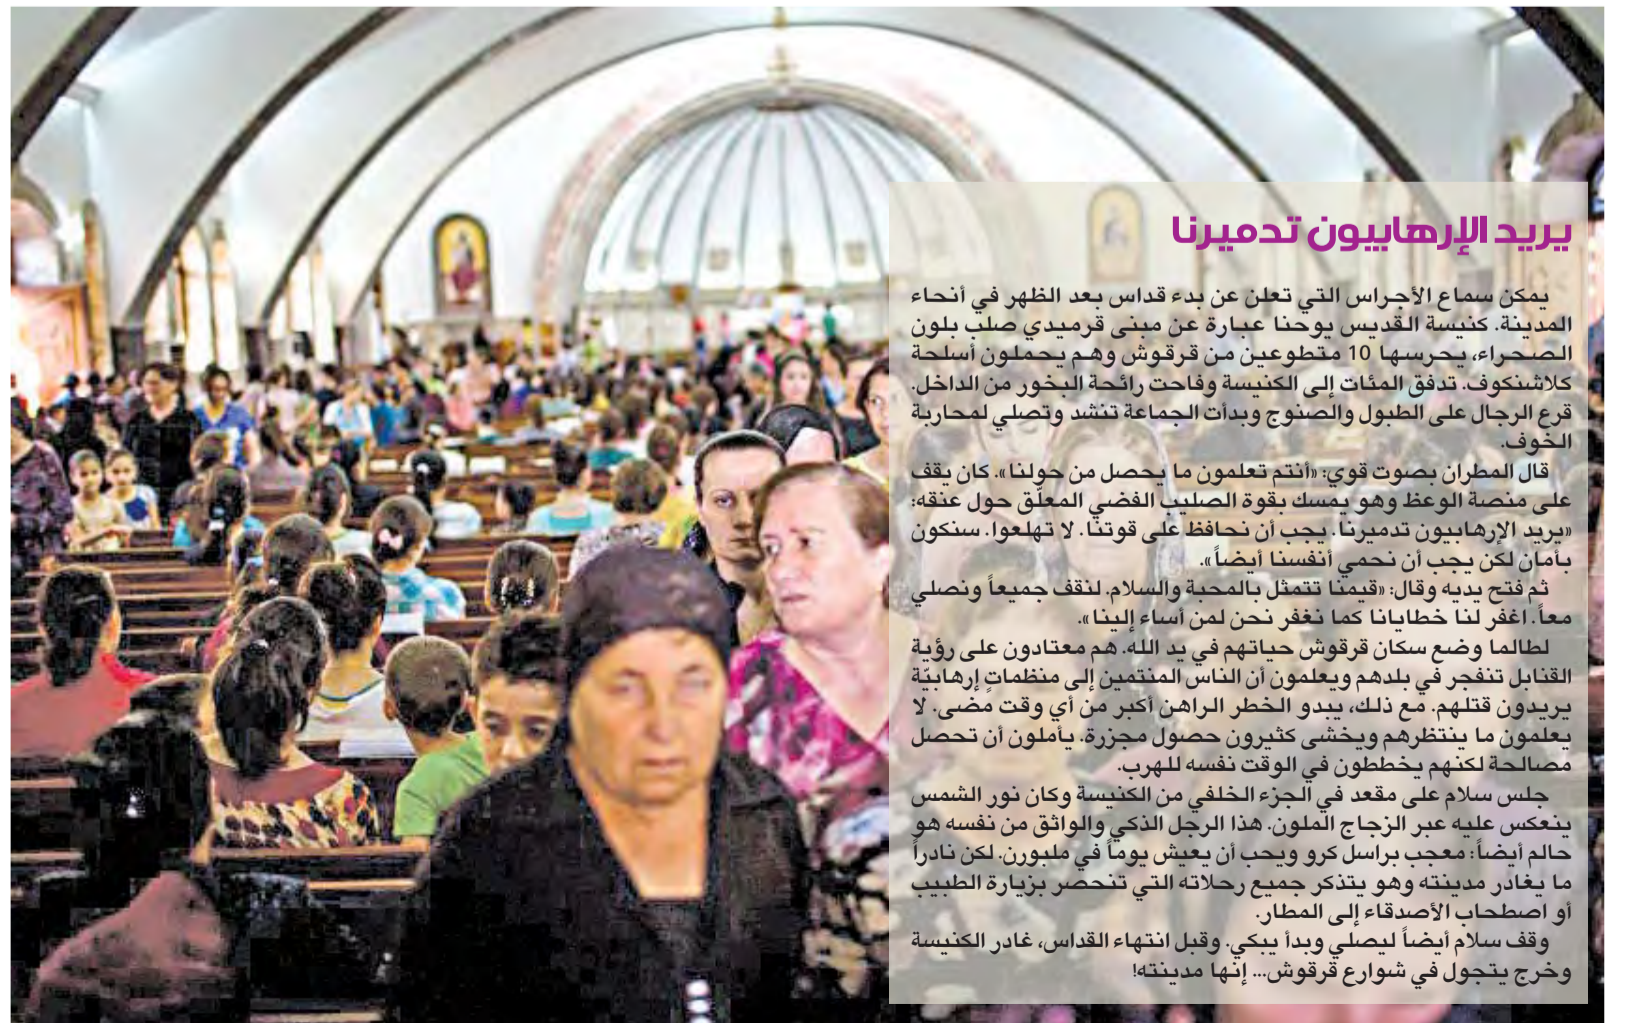 يريد الإرهابيون تدميرنا
يمكن سماع الأجراس التي تعلن عن بدء قداس بعد الظهر في أنحاء
المدينة. كنيسة القديس يوحنا عبارة عن مبنى قرميدي صلب بلون
الصحراء، يحرسها 10 متطوعين من قرقوش وهم يحملون أسلحة
كلاشنكوف. تدفق المئات إلى الكنيسة وفاحت رائحة البخور من الداخل.
قرع الرجال على الطبول والصنوج وبدأت الجماعة تنشد وتصلي لمحاربة
الخوف.
قال المطران بصوت قوي: «أنتم تعلمون ما يحصل من حولنا». كان يقف
على منصة الوعظ وهو يمسك بقوة الصليب الفضي المعلّق حول عنقه:
«يريد الإرهابيون تدميرنا. يجب أن نحافظ على قوتنا. لا تهلعوا. سنكون
بأمان لكن يجب أن نحمي أنفسنا أيضاً».
ثم فتح يديه وقال: «قيمنا تتمثل بالمحبة والسلام. لنقف جميعاً ونصلي
معاً. اغفر لنا خطايانا كما نغفر نحن لمن أساء إلينا».
لطالما وضع سكان قرقوش حياتهم في يد الله. هم معتادون على رؤية
القنابل تنفجر في بلدهم ويعلمون أن الناس المنتمين إلى منظماتٍ إرهابيّة
يريدون قتلهم. مع ذلك، يبدو الخطر الراهن أكبر من أي وقت مضى. لا
يعلمون ما ينتظرهم ويخشى كثيرون حصول مجزرة. يأملون أن تحصل
مصالحة لكنهم يخططون في الوقت نفسه للهرب.
جلس سلام على مقعد في الجزء الخلفي من الكنيسة وكان نور الشمس
ينعكس عليه عبر الزجاج الملون. هذا الرجل الذكي والواثق من نفسه هو
حالم أيضاً: معجب براسل كرو ويحب أن يعيش يوماً في ملبورن. لكن نادراً
ما يغادر مدينته وهو يتذكر جميع رحلاته التي تنحصر بزيارة الطبيب
أو اصطحاب الأصدقاء إلى المطار.
وقف سلام أيضاً ليصلي وبدأ يبكي. وقبل انتهاء القداس، غادر الكنيسة
وخرج يتجول في شوارع قرقوش... إنها مدينته!